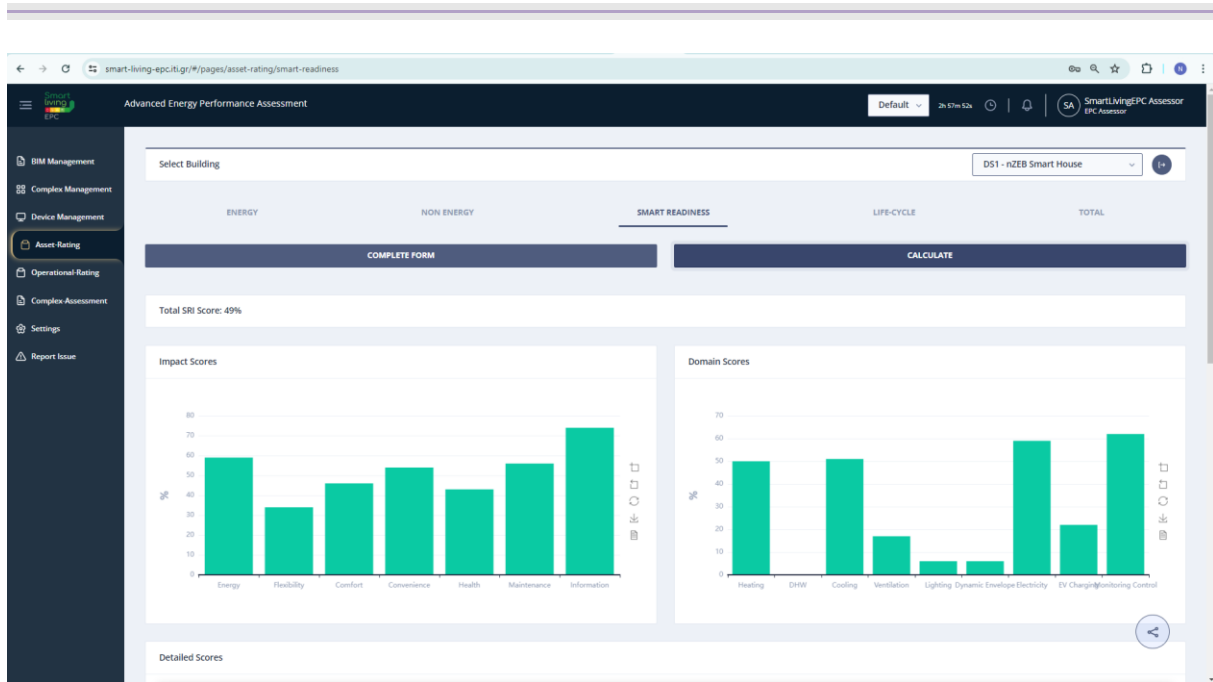 smart-living-epc.iti.gr/#/pages/asset-rating/smart-readiness
N
Smart
living
EPC
Advanced Energy Performance Assessment
Default
2h 57m 52s
SA
SmartLivingEPC Assessor
EPC Assessor
BIM Management
Complex Management
Device Management
Asset-Rating
Operational-Rating
Complex-Assessment
Settings
Report Issue
Select Building
DS1 - nZEB Smart House
ENERGY
NON ENERGY
SMART READINESS
LIFE-CYCLE
TOTAL
COMPLETE FORM
CALCULATE
Total SRI Score: 49%
Impact Scores
80
70
60
50
40
30
20
10
0
%
Energy
Flexibility
Comfort
Convenience
Health
Maintenance
Information
Domain Scores
70
60
50
40
30
20
10
0
%
Heating
DHW
Cooling
Ventilation
Lighting
Dynamic Envelope
Electricity
EV Charging
Monitoring Control
Detailed Scores